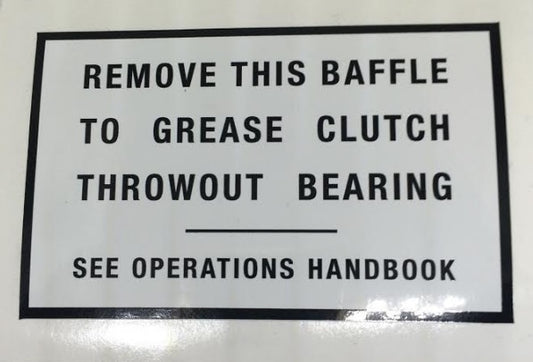 REMOVE THIS BAFFLE
TO GREASE CLUTCH
THROWOUT BEARING
SEE OPERATIONS HANDBOOK